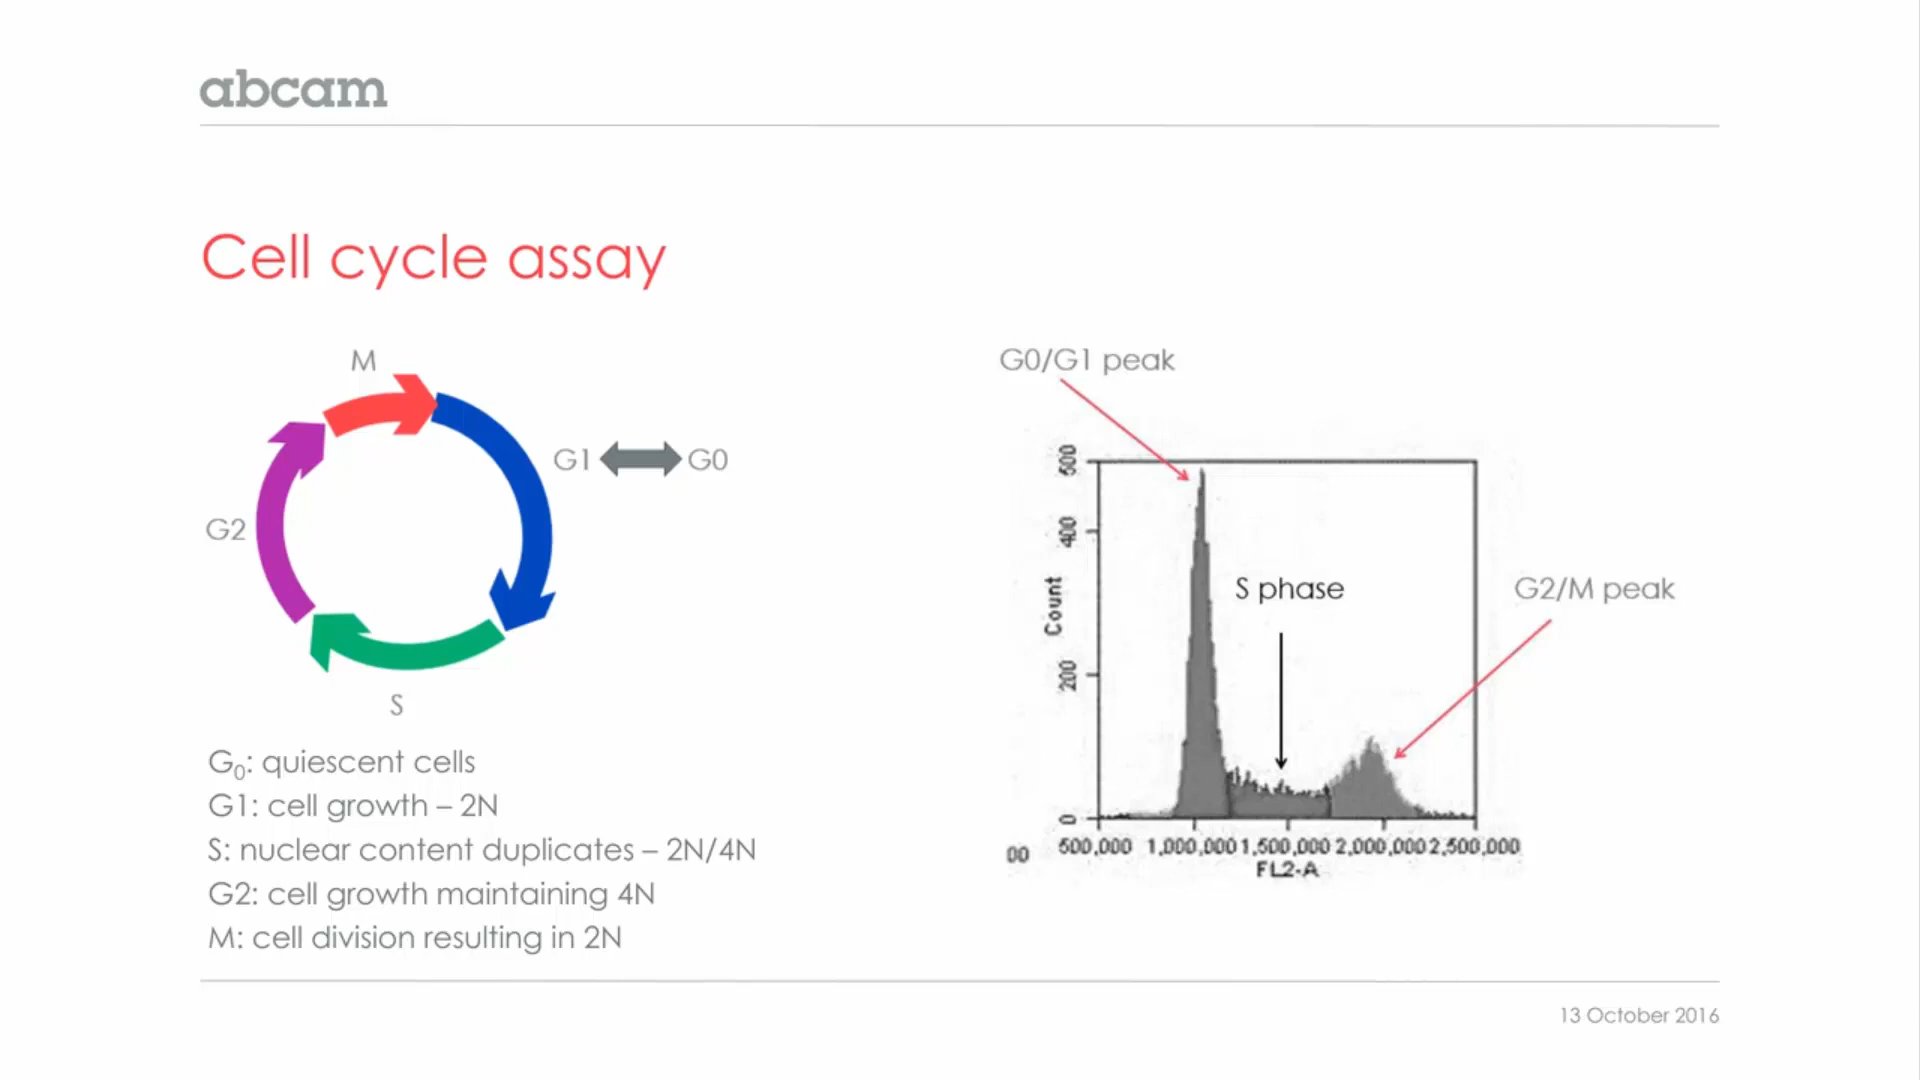 abcam
Cell cycle assay
M
G1
G0
G2
S
G0: quiescent cells
G1: cell growth – 2N
S: nuclear content duplicates – 2N/4N
G2: cell growth maintaining 4N
M: cell division resulting in 2N
G0/G1 peak
S phase
G2/M peak
Count
600
400
200
0
00
500,000 1,000,000 1,500,000 2,000,000 2,500,000
FL2-A
13 October 2016